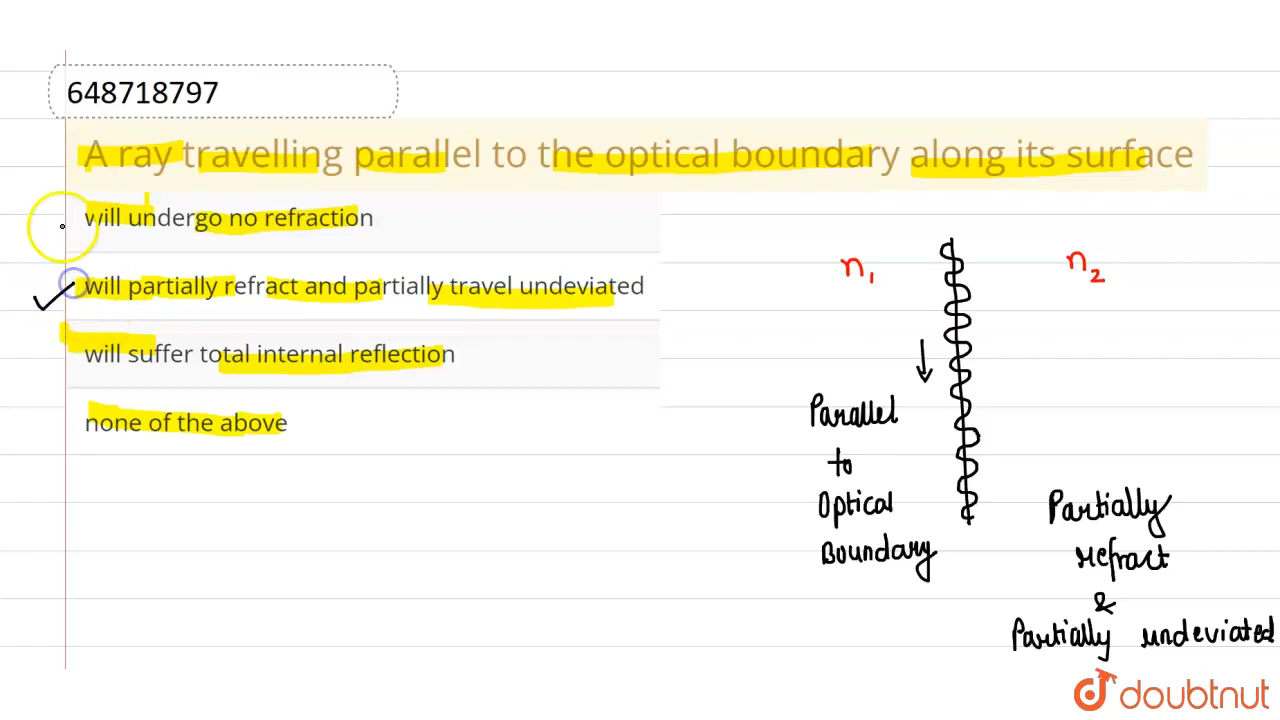 648718797
A ray travelling parallel to the optical boundary along its surface
will undergo no refraction
will partially refract and partially travel undeviated
will suffer total internal reflection
none of the above
n1
n2
Parallel
to
Optical
Boundary
Partially
refract
&
Partially undeviated
doubtnut